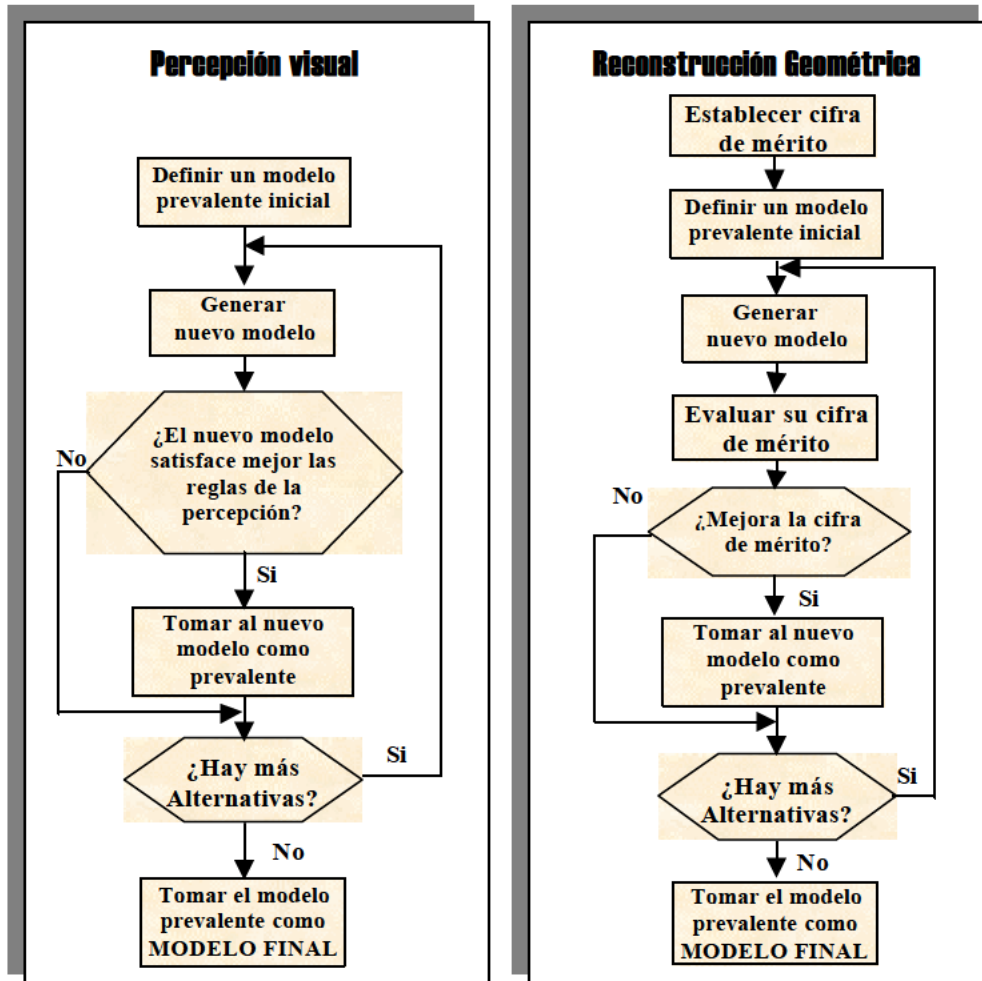 Percepción visual
Definir un modelo
prevalente inicial
Generar
nuevo modelo
¿El nuevo modelo
satisface mejor las
reglas de la
percepción?
No
Si
Tomar al nuevo
modelo como
prevalente
¿Hay más
Alternativas?
Si
No
Tomar el modelo
prevalente como
MODELO FINAL
Reconstrucción Geométrica
Establecer cifra
de mérito
Definir un modelo
prevalente inicial
Generar
nuevo modelo
Evaluar su cifra
de mérito
No
¿Mejora la cifra
de mérito?
Si
Tomar al nuevo
modelo como
prevalente
¿Hay más
Alternativas?
Si
No
Tomar el modelo
prevalente como
MODELO FINAL